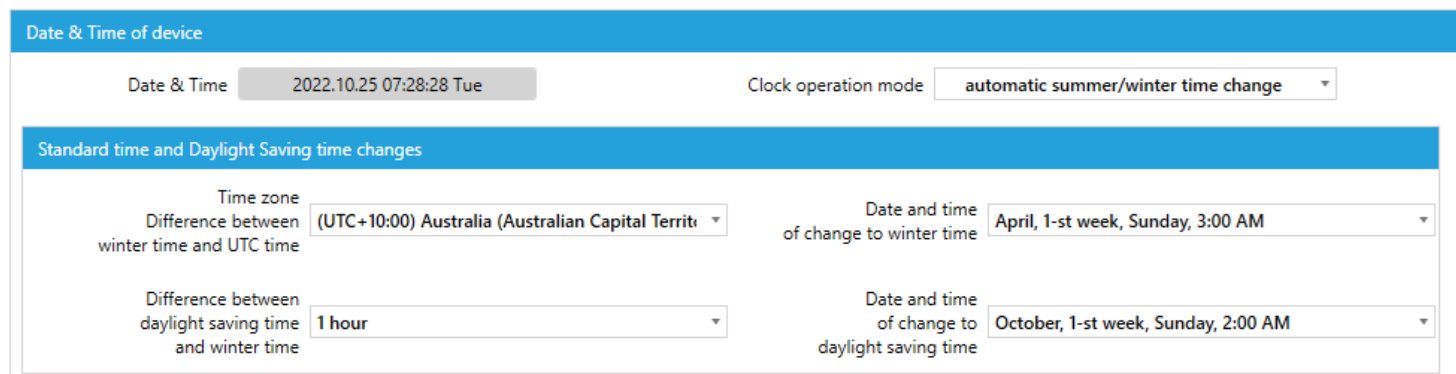 Date & Time of device
Date & Time
2022.10.25 07:28:28 Tue
Clock operation mode
automatic summer/winter time change
Standard time and Daylight Saving time changes
Time zone
Difference between
winter time and UTC time
(UTC+10:00) Australia (Australian Capital Territo
Date and time
of change to winter time
April, 1-st week, Sunday, 3:00 AM
Difference between
daylight saving time
and winter time
1 hour
Date and time
of change to
daylight saving time
October, 1-st week, Sunday, 2:00 AM